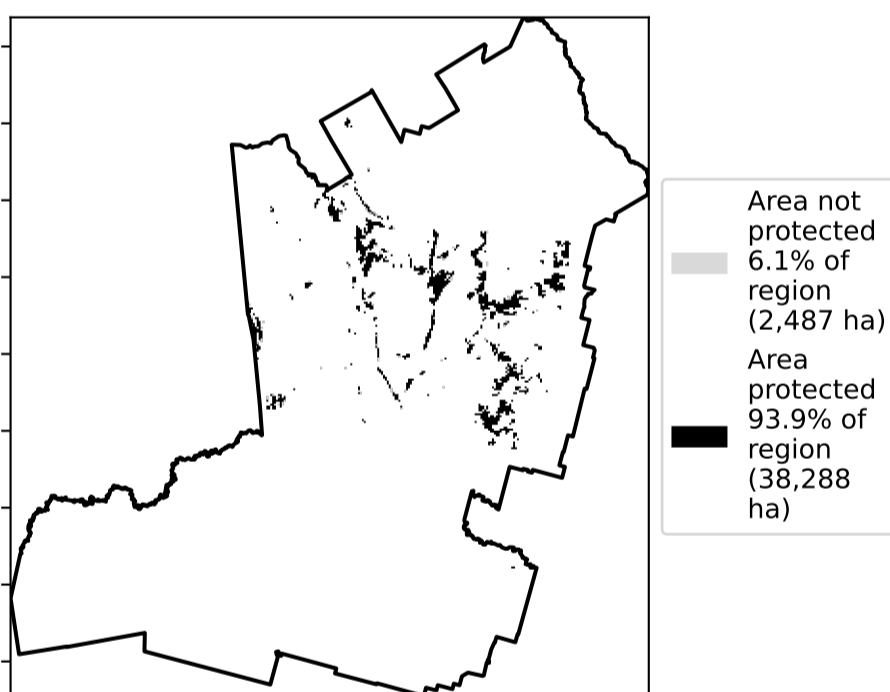 Area not
protected
6.1% of
region
(2,487 ha)
Area
protected
93.9% of
region
(38,288
ha)